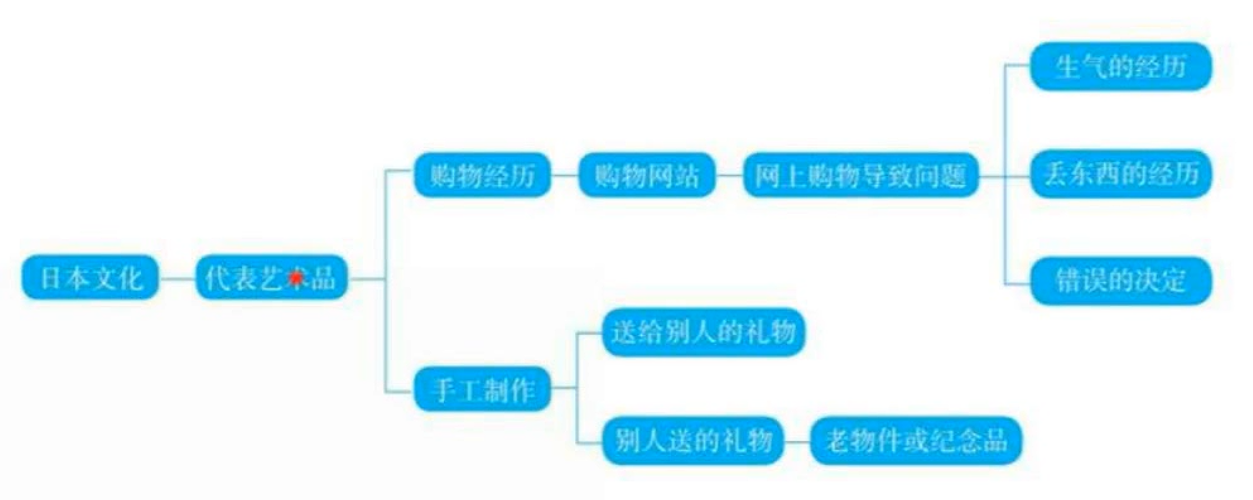 生气的经历
购物经历
购物网站
网上购物导致问题
丢东西的经历
日本文化
代表艺术品
错误的决定
送给别人的礼物
手工制作
别人送的礼物
老物件或纪念品